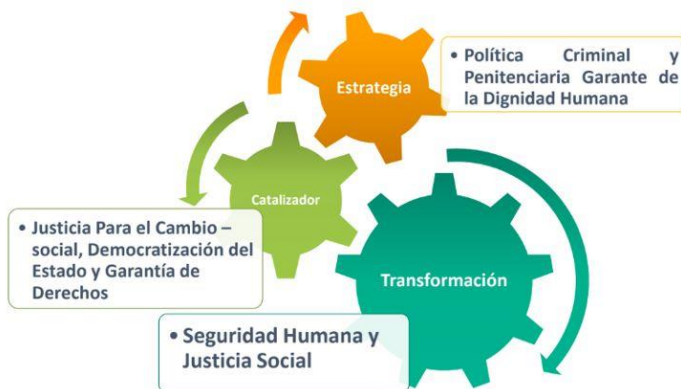 Estrategia
• Política Criminal y
Penitenciaria Garante de
la Dignidad Humana
Catalizador
• Justicia Para el Cambio –
social, Democratización del
Estado y Garantía de
Derechos
Transformación
• Seguridad Humana y
Justicia Social